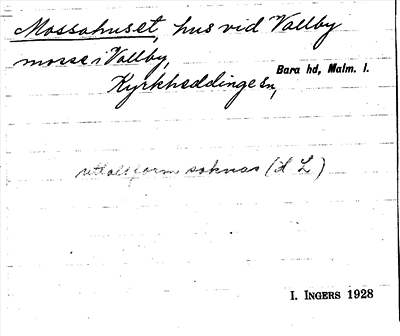 Mossahuset, hus vid Vallby
mosse i Vallby,
Kyrkheddinge sn, Bara hd, Malm. l.
uttalsform saknas (d L)
I. INGERS 1928